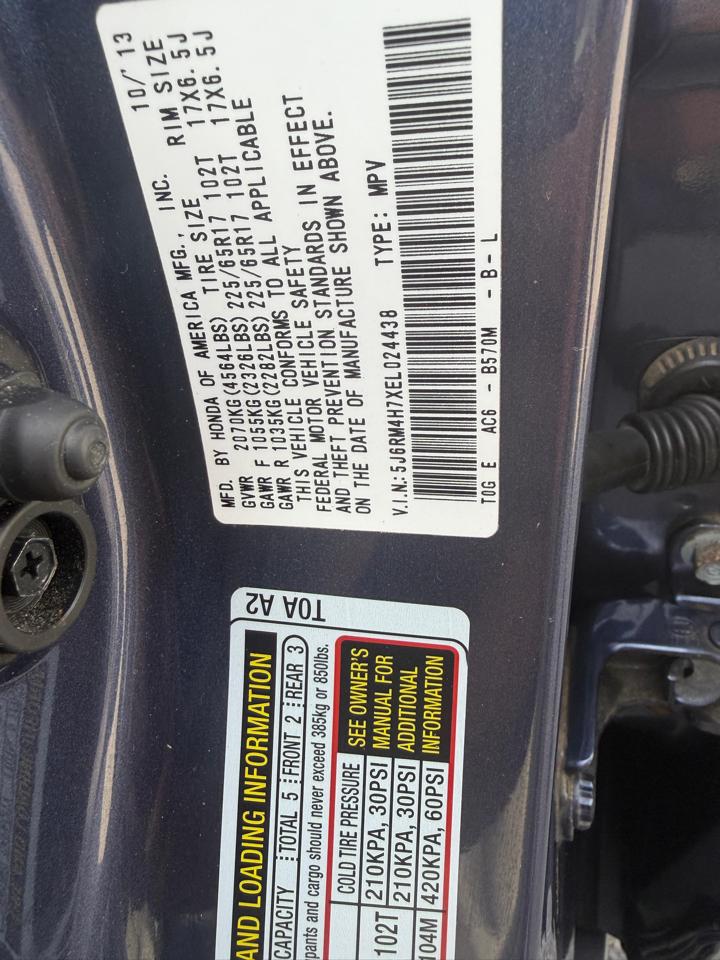 MFD. BY HONDA OF AMERICA MFG., INC. 10/'13
GVWR 2070KG(4564LBS) TIRE SIZE RIM SIZE
GAWR F 1055KG(2326LBS) 225/65R17 102T 17X6.5J
GAWR R 1035KG(2282LBS) 225/65R17 102T 17X6.5J
THIS VEHICLE CONFORMS TO ALL APPLICABLE
FEDERAL MOTOR VEHICLE SAFETY
AND THEFT PREVENTION STANDARDS IN EFFECT
ON THE DATE OF MANUFACTURE SHOWN ABOVE.
V.I.N:5J6RM4H7XEL024438 TYPE: MPV
T0G E AC6 - B570M - B - L
T0A A2
AND LOADING INFORMATION
CAPACITY TOTAL 5 FRONT 2 REAR 3
pants and cargo should never exceed 385kg or 850lbs.
COLD TIRE PRESSURE
102T 210KPA, 30PSI
210KPA, 30PSI
104M 420KPA, 60PSI
SEE OWNER'S
MANUAL FOR
ADDITIONAL
INFORMATION